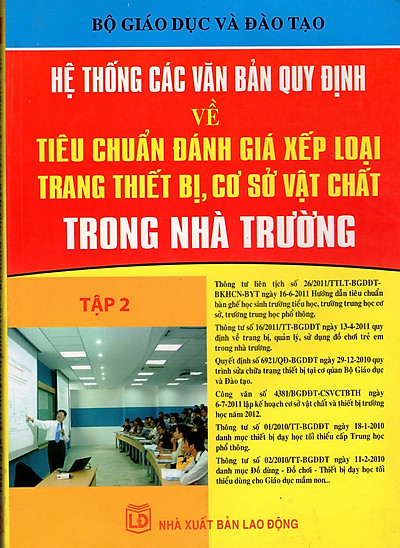 BỘ GIÁO DỤC VÀ ĐÀO TẠO
HỆ THỐNG CÁC VĂN BẢN QUY ĐỊNH
VỀ
TIÊU CHUẨN ĐÁNH GIÁ XẾP LOẠI
TRANG THIẾT BỊ, CƠ SỞ VẬT CHẤT
TRONG NHÀ TRƯỜNG
TẬP 2
Thông tư liên tịch số 26/2011/TTLT-BGDĐT-
BKHCN-BYT ngày 16-6-2011 Hướng dẫn tiêu chuẩn
bàn ghế học sinh trường tiểu học, trường trung học cơ
sở, trường trung học phổ thông.
Thông tư số 16/2011/TT-BGDĐT ngày 13-4-2011 quy
định về trang bị, quản lý, sử dụng đồ chơi trẻ em
trong nhà trường.
Quyết định số 6921/QĐ-BGDĐT ngày 29-12-2010 quy
trình sửa chữa trang thiết bị tại cơ quan Bộ Giáo dục
và Đào tạo.
Công văn số 4381/BGDĐT-CSVCTBTH ngày
6-7-2011 lập kế hoạch cơ sở vật chất và thiết bị trường
học năm 2012.
Thông tư số 01/2010/TT-BGDĐT ngày 18-1-2010
danh mục thiết bị dạy học tối thiểu cấp Trung học
phổ thông.
Thông tư số 02/2010/TT-BGDĐT ngày 11-2-2010
danh mục Đồ dùng - Đồ chơi - Thiết bị dạy học tối
thiểu dùng cho Giáo dục mầm non...
LĐ
NHÀ XUẤT BẢN LAO ĐỘNG